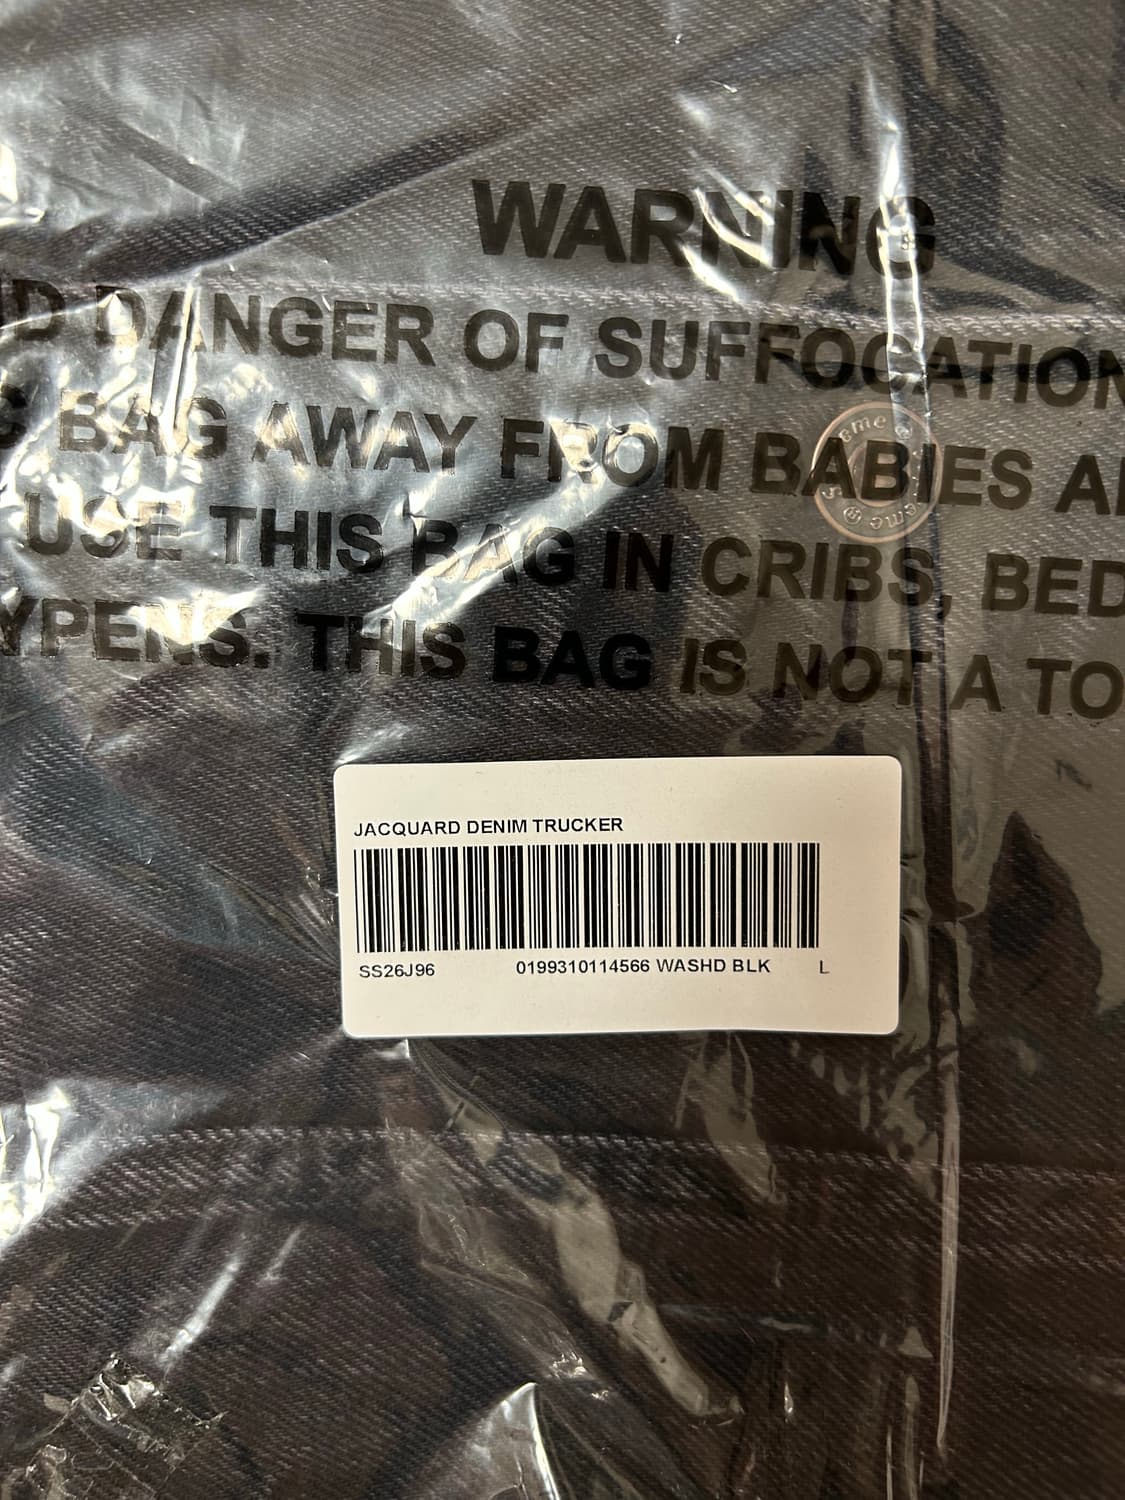 WARNING
DANGER OF SUFFOCATION
BAG AWAY FROM BABIES
USE THIS BAG IN CRIBS, BED
YPENS. THIS BAG IS NOT A TO
JACQUARD DENIM TRUCKER
SS26J96 0199310114566 WASHD BLK L